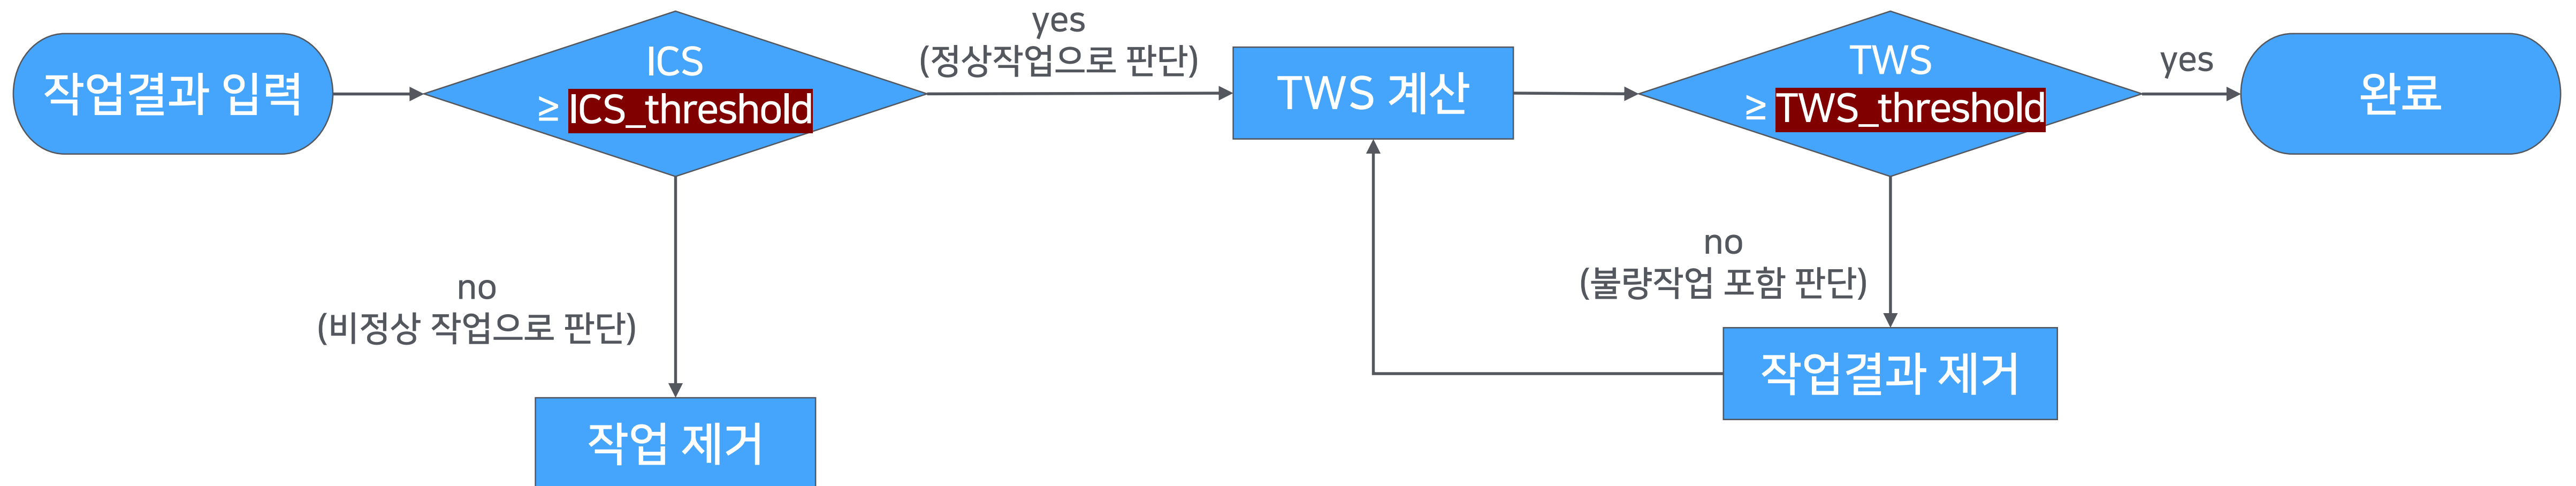 작업결과 입력
ICS
≥ ICS_threshold
yes
(정상작업으로 판단)
no
(비정상 작업으로 판단)
작업 제거
TWS 계산
TWS
≥ TWS_threshold
yes
완료
no
(불량작업 포함 판단)
작업결과 제거